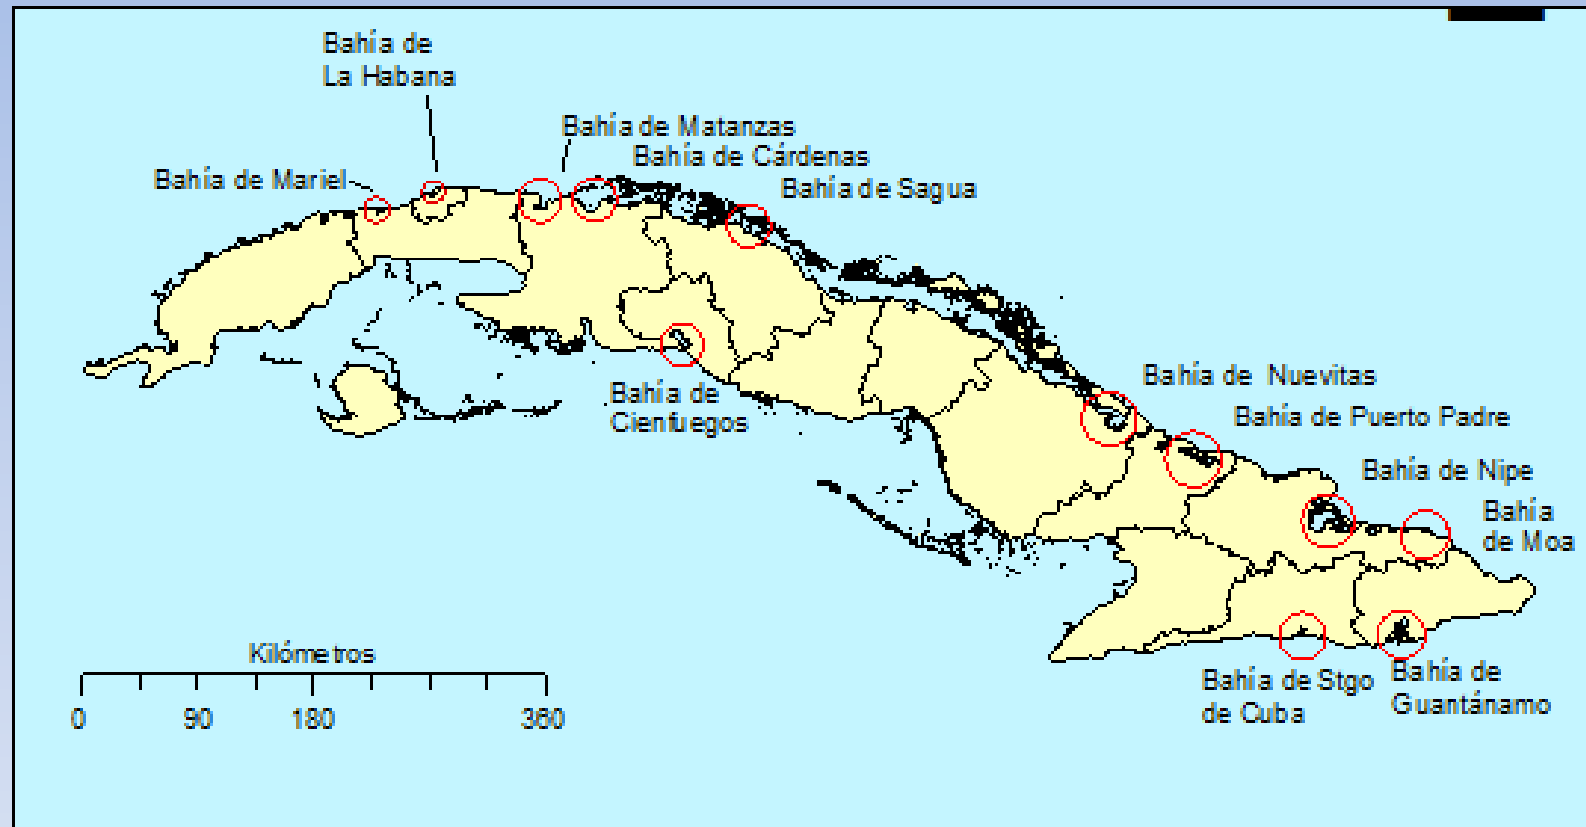 Bahía de
La Habana
Bahía de Matanzas
Bahía de Cárdenas
Bahía de Mariel
Bahía de Sagua
Bahía de
Cienfuegos
Bahía de Nuevitas
Bahía de Puerto Padre
Bahía de Nipe
Bahía
de Moa
Kilómetros
0 90 180 360
Bahía de Stgo
de Cuba
Bahía de
Guantánamo